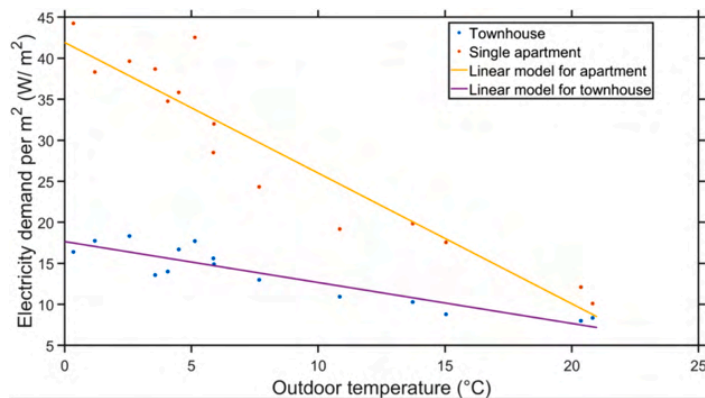 45
40
35
30
25
20
15
10
5
0
5
10
15
20
25
Electricity demand per m² (W/ m²)
Outdoor temperature (°C)
Townhouse
Single apartment
Linear model for apartment
Linear model for townhouse